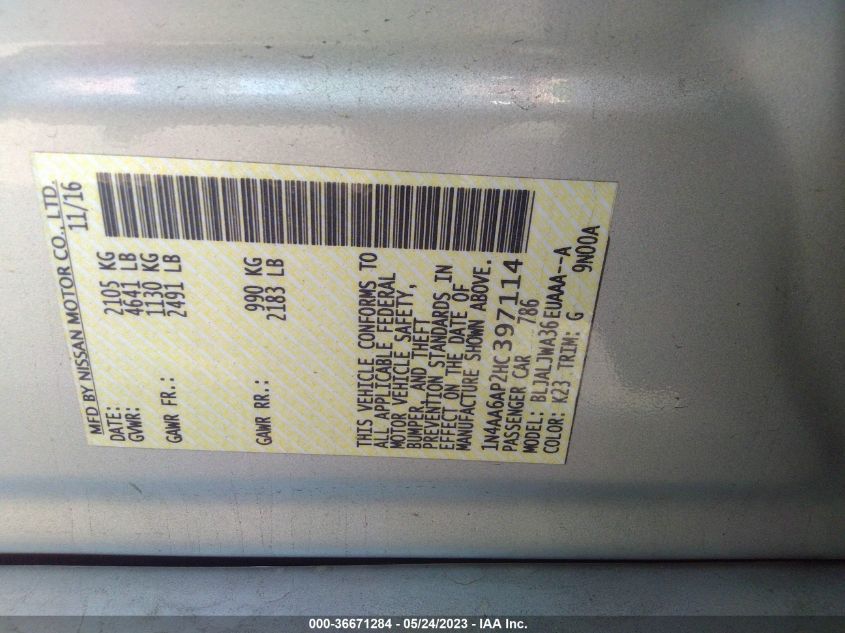 MFD BY NISSAN MOTOR CO., LTD.
DATE: 11/16
GVWR: 2105 KG
4641 LB
GAWR FR.: 1130 KG
2491 LB
GAWR RR.: 990 KG
2183 LB
THIS VEHICLE CONFORMS TO
ALL APPLICABLE FEDERAL
MOTOR VEHICLE SAFETY,
BUMPER, AND THEFT
PREVENTION STANDARDS IN
EFFECT ON THE DATE OF
MANUFACTURE SHOWN ABOVE.
1N4AA6AP2HC397114
PASSENGER CAR 786
MODEL: BLJALJWA36EUAAA--A
COLOR: K23 TRIM: G 9N00A
000-36671284 - 05/24/2023 - IAA Inc.